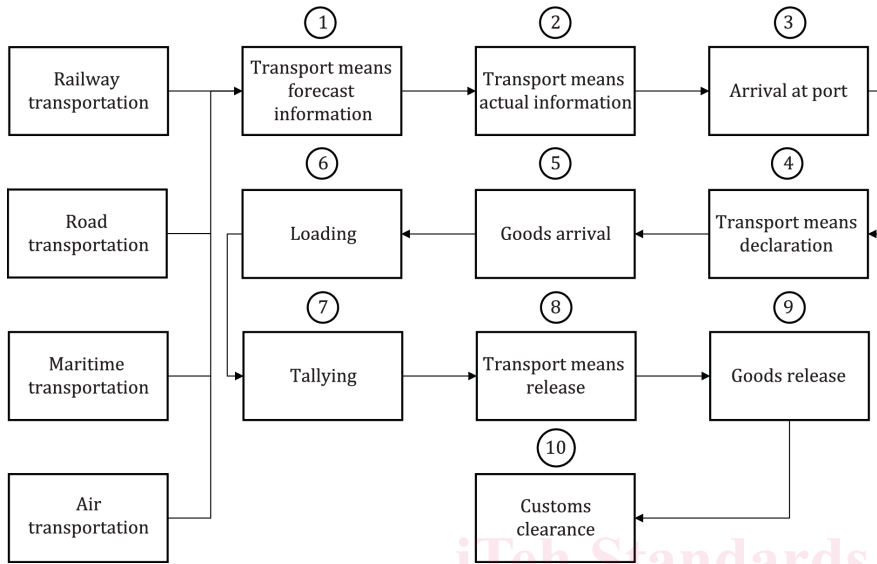 1
2
3
Railway
transportation
Transport means
forecast
information
Transport means
actual information
Arrival at port
6
5
4
Road
transportation
Loading
Goods arrival
Transport means
declaration
7
8
9
Maritime
transportation
Tallying
Transport means
release
Goods release
10
Air
transportation
Customs
clearance
iTeh Standards